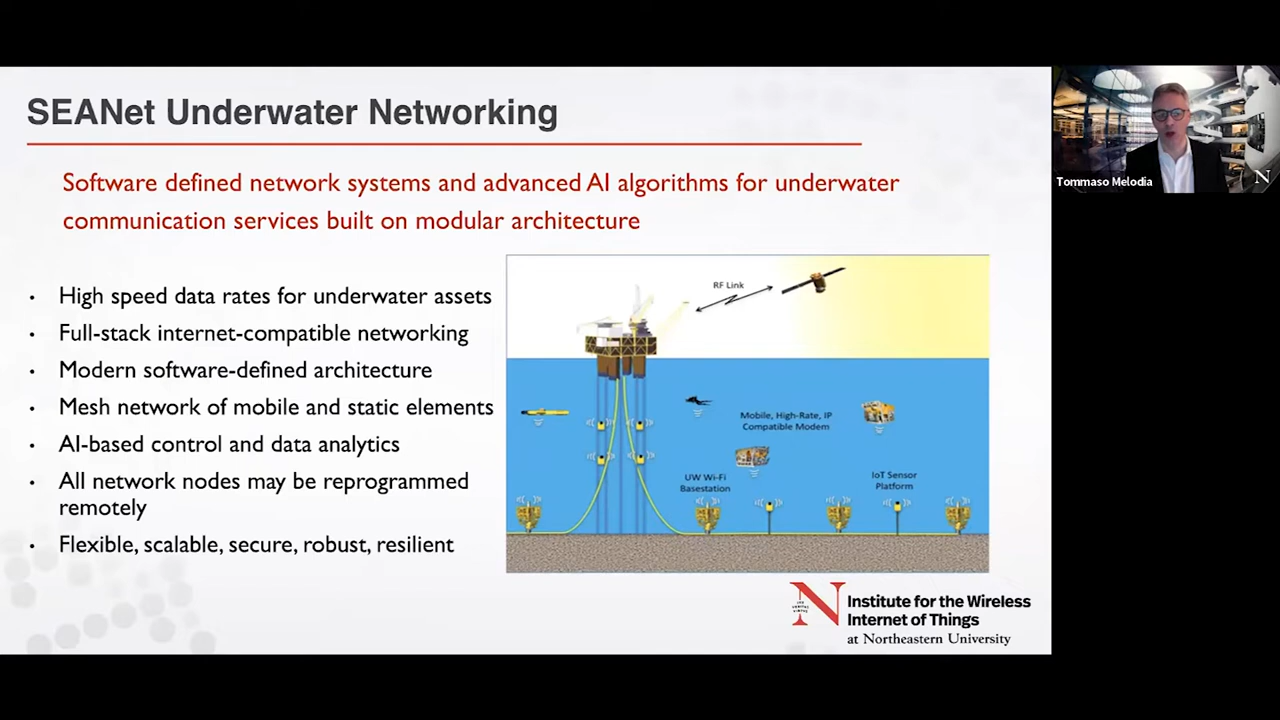 SEANet Underwater Networking
Software defined network systems and advanced AI algorithms for underwater
communication services built on modular architecture
• High speed data rates for underwater assets
• Full-stack internet-compatible networking
• Modern software-defined architecture
• Mesh network of mobile and static elements
• AI-based control and data analytics
• All network nodes may be reprogrammed
remotely
• Flexible, scalable, secure, robust, resilient
RF Link
Mobile, High-Rate, IP
Compatible Modem
UW Wi-Fi
Basestation
IoT Sensor
Platform
N
Institute for the Wireless
Internet of Things
at Northeastern University
Tommaso Melodia
N